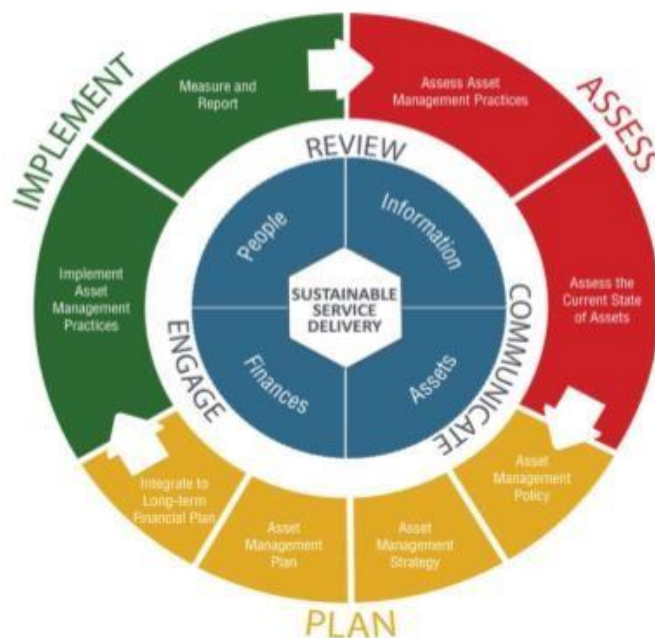 IMPLEMENT
Measure and
Report
Assess Asset
Management Practices
ASSESS
REVIEW
People
Information
Implement
Asset
Management
Practices
SUSTAINABLE
SERVICE
DELIVERY
Assess the
Current State
of Assets
ENGAGE
Finances
Assets
COMMUNICATE
Integrate to
Long-term
Financial Plan
Asset
Management
Plan
Asset
Management
Strategy
Asset
Management
Policy
PLAN